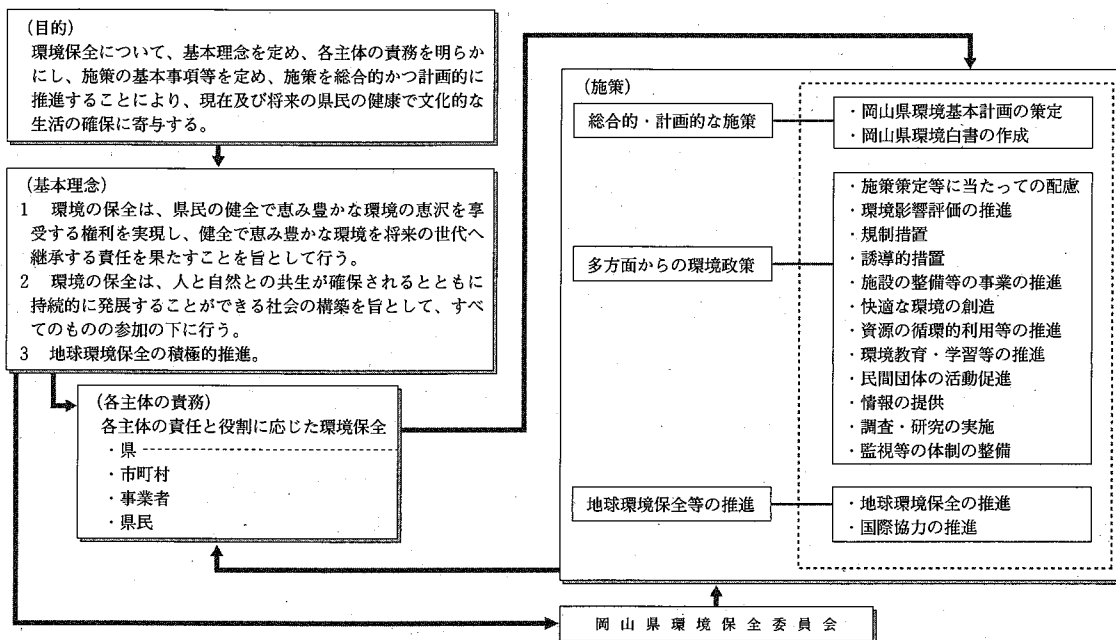 (目的)
環境保全について、基本理念を定め、各主体の責務を明らか
にし、施策の基本事項等を定め、施策を総合的かつ計画的に
推進することにより、現在及び将来の県民の健康で文化的な
生活の確保に寄与する。
(基本理念)
1 環境の保全は、県民の健全で恵み豊かな環境の恵沢を享
受する権利を実現し、健全で恵み豊かな環境を将来の世代へ
継承する責任を果たすことを旨として行う。
2 環境の保全は、人と自然との共生が確保されるとともに
持続的に発展することができる社会の構築を旨として、すべ
てのものの参加の下に行う。
3 地球環境保全の積極的推進。
(各主体の責務)
各主体の責任と役割に応じた環境保全
・県
・市町村
・事業者
・県民
(施策)
総合的・計画的な施策
・岡山県環境基本計画の策定
・岡山県環境白書の作成
多方面からの環境政策
・施策策定等に当たっての配慮
・環境影響評価の推進
・規制措置
・誘導的措置
・施設の整備等の事業の推進
・快適な環境の創造
・資源の循環的利用等の推進
・環境教育・学習等の推進
・民間団体の活動促進
・情報の提供
・調査・研究の実施
・監視等の体制の整備
地球環境保全等の推進
・地球環境保全の推進
・国際協力の推進
岡山県環境保全委員会